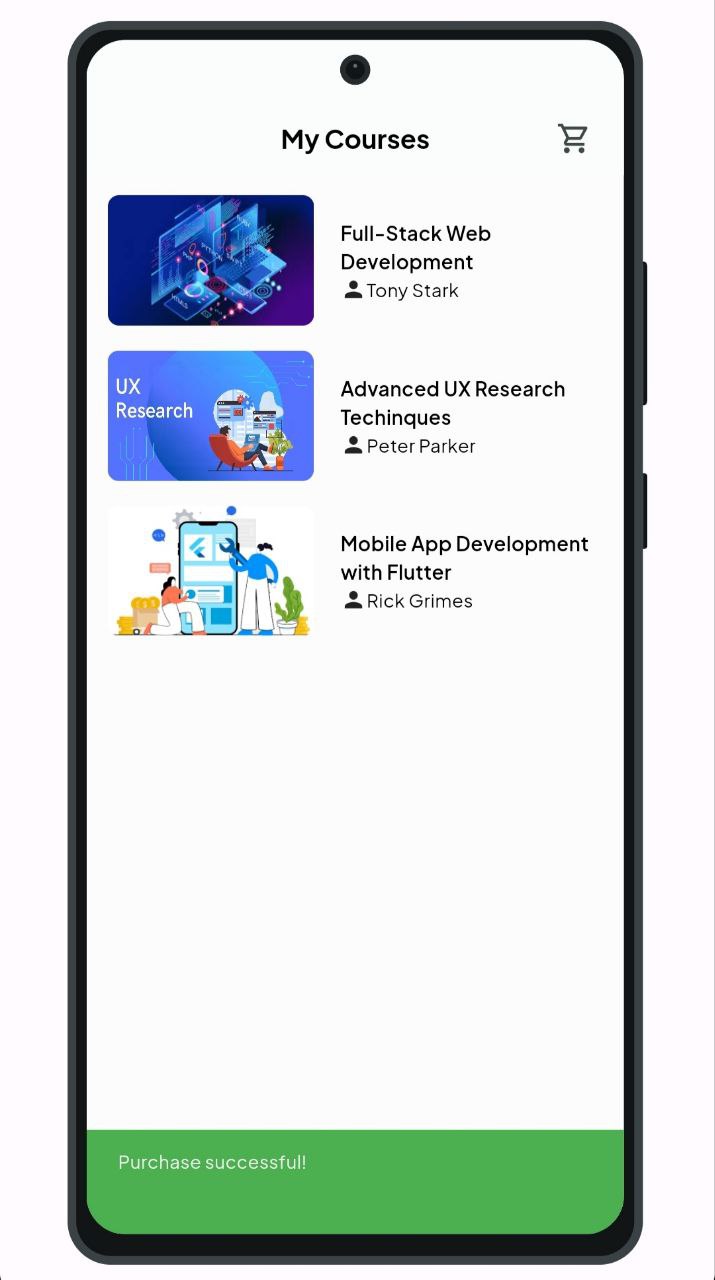 My Courses
Full-Stack Web
Development
Tony Stark
UX
Research
Advanced UX Research
Techinques
Peter Parker
Mobile App Development
with Flutter
Rick Grimes
Purchase successful!